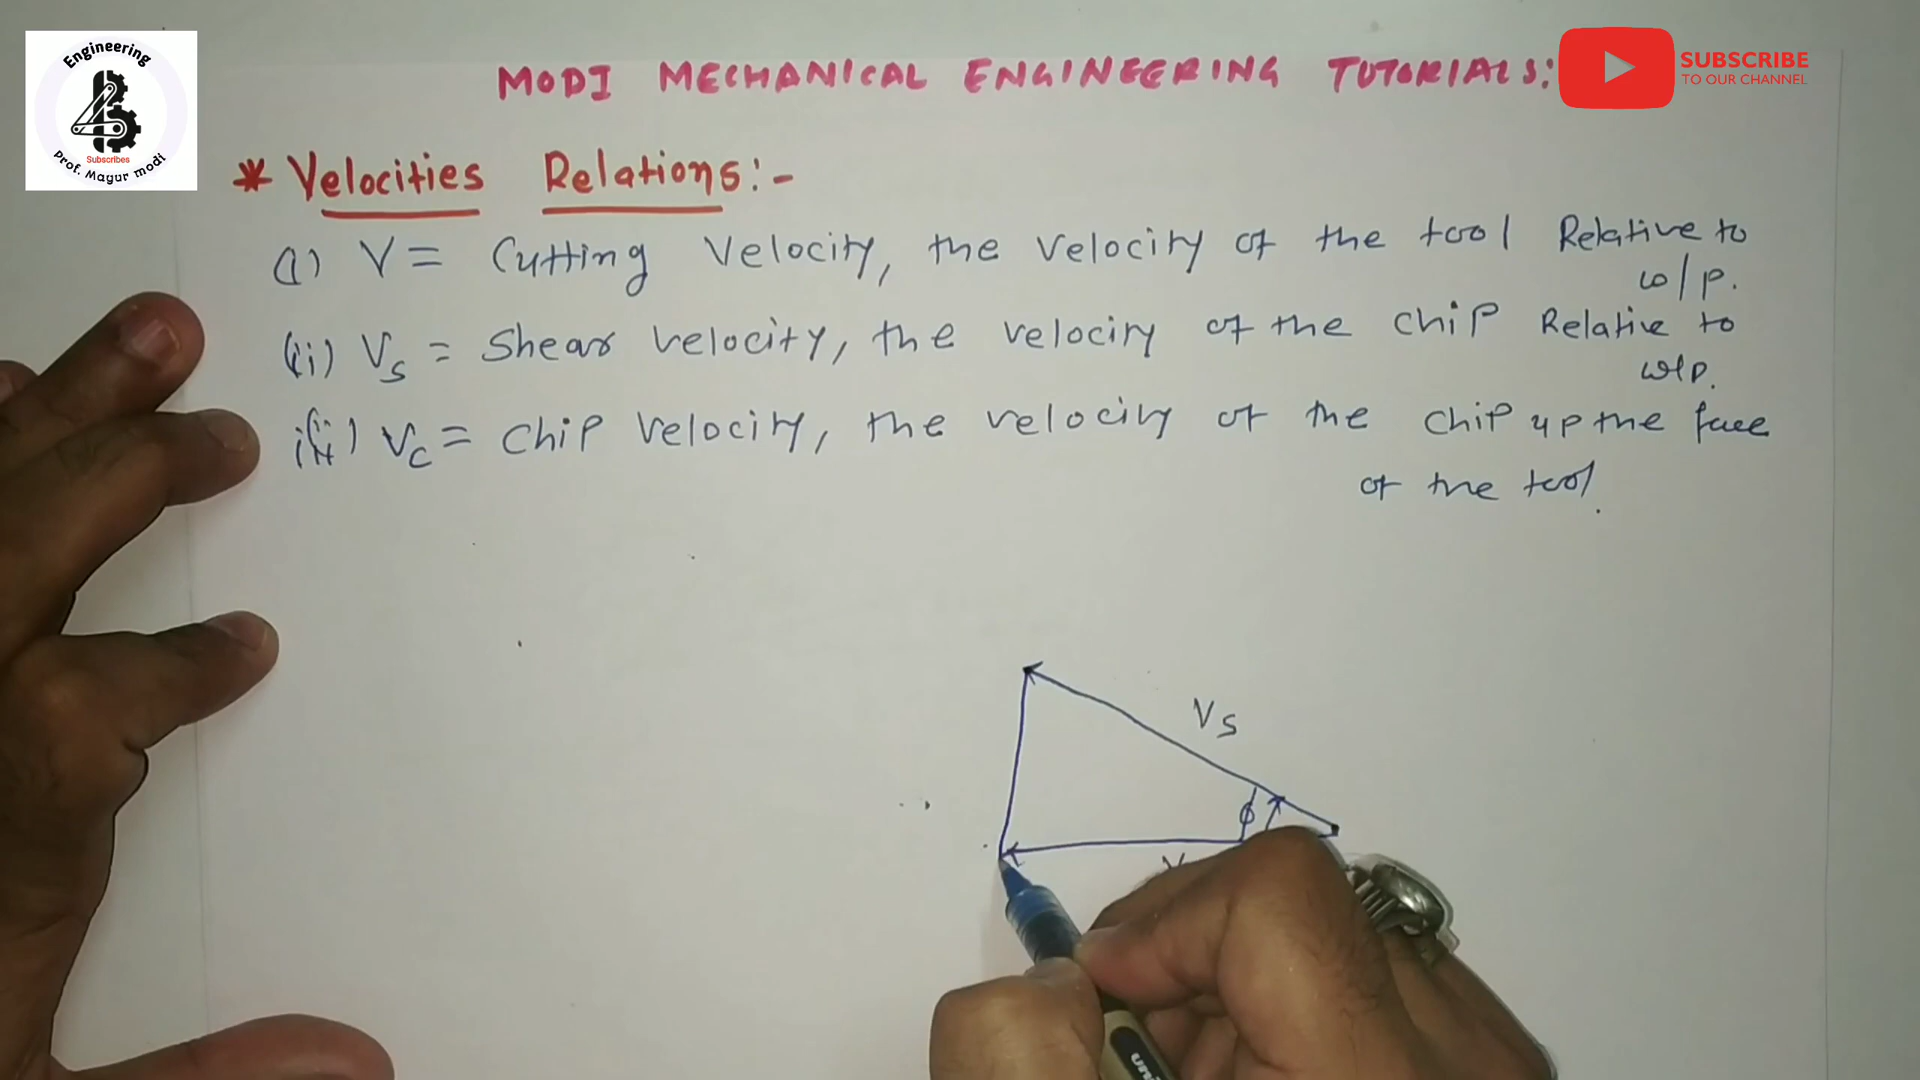 Engineering
Subscribes
Prof. Mayur modi
MODI MECHANICAL ENGINEERING TUTORIALS:
SUBSCRIBE
TO OUR CHANNEL
* Velocities Relations:-
(i) V = Cutting Velocity, the velocity of the tool Relative to
w/p.
(ii) Vs = Shear velocity, the velocity of the chip Relative to
w/p.
(iii) Vc = Chip velocity, the velocity of the chip up the face
of the tool.
Vs
ϕ
V
uni